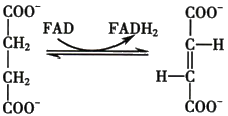 COO⁻ FAD FADH₂ COO⁻
CH₂ C–H
CH₂ H–C
COO⁻ COO⁻